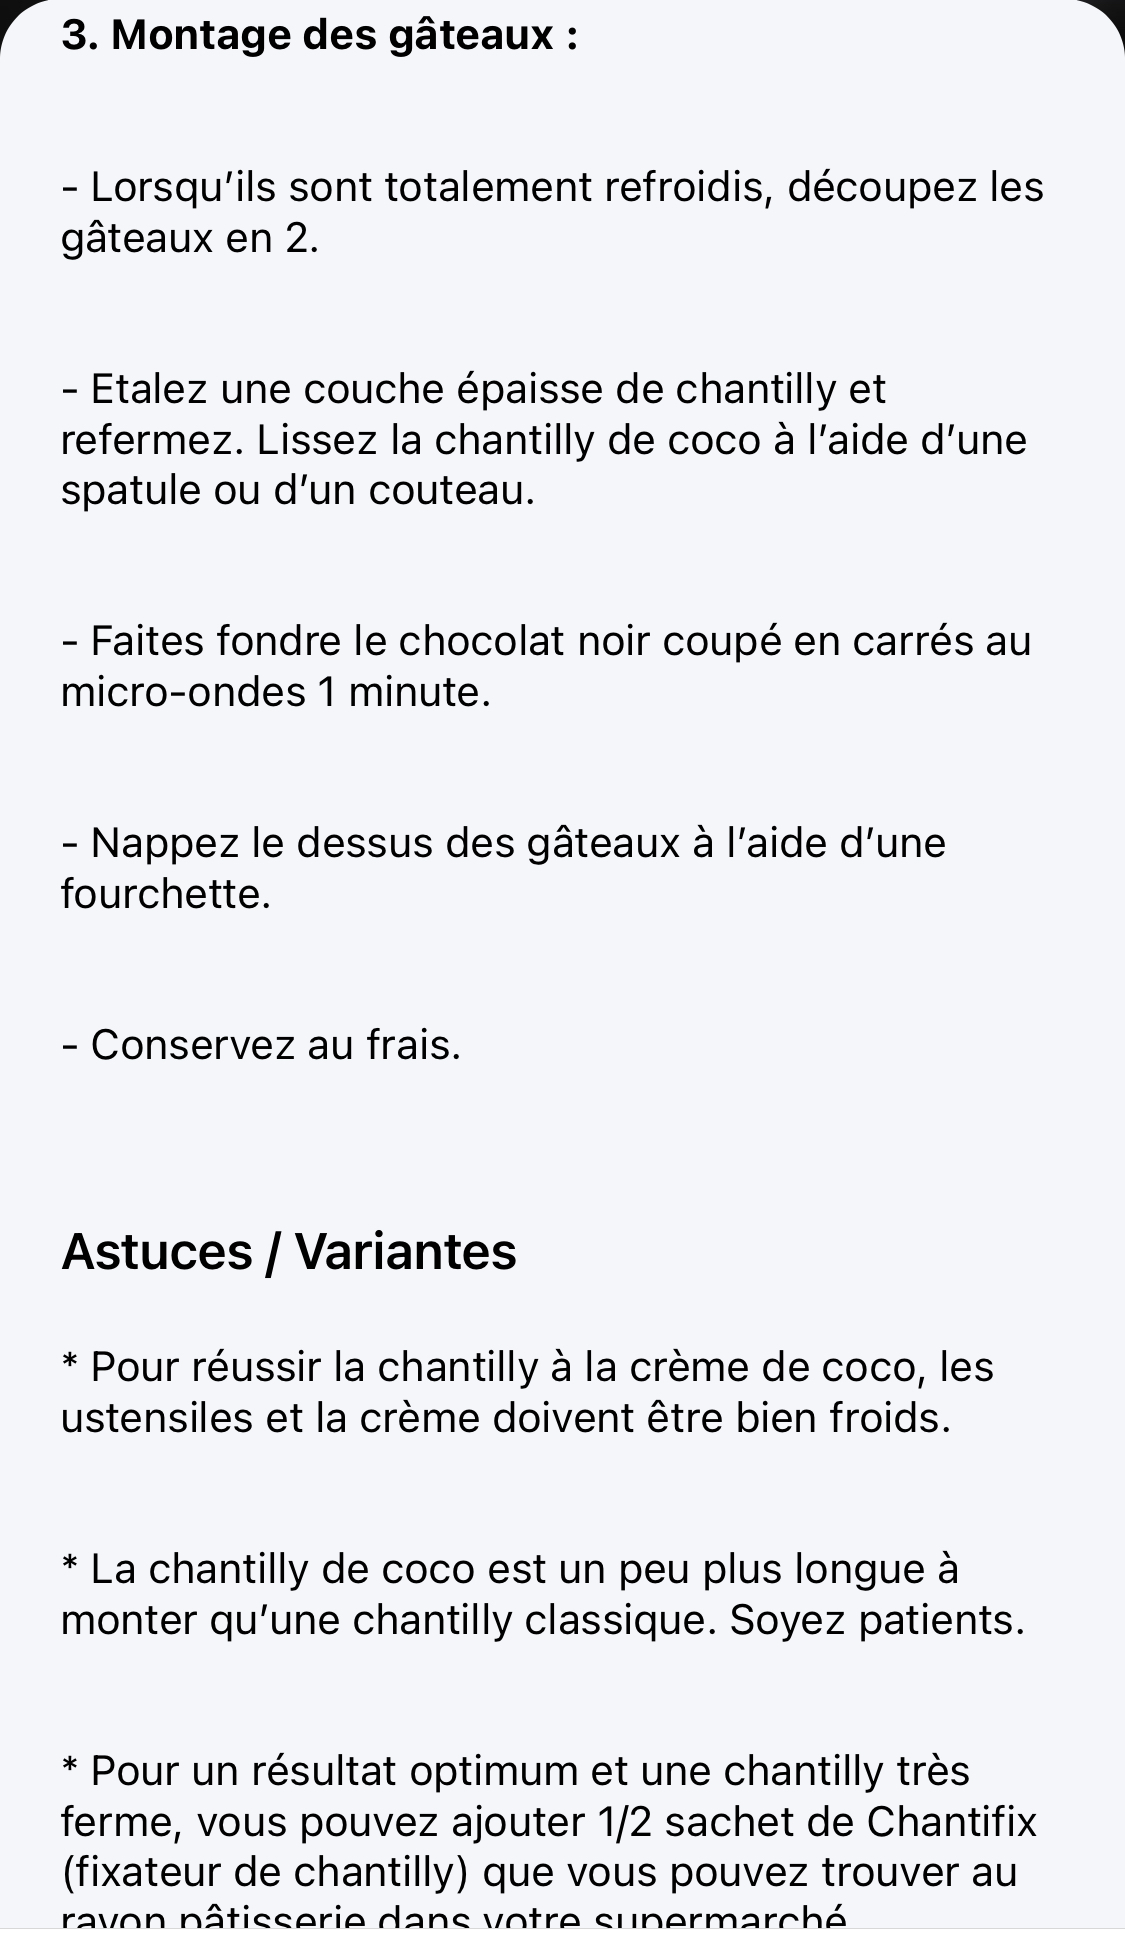 3. Montage des gâteaux :
- Lorsqu’ils sont totalement refroidis, découpez les
gâteaux en 2.
- Etalez une couche épaisse de chantilly et
refermez. Lissez la chantilly de coco à l’aide d’une
spatule ou d’un couteau.
- Faites fondre le chocolat noir coupé en carrés au
micro-ondes 1 minute.
- Nappez le dessus des gâteaux à l’aide d’une
fourchette.
- Conservez au frais.
Astuces / Variantes
* Pour réussir la chantilly à la crème de coco, les
ustensiles et la crème doivent être bien froids.
* La chantilly de coco est un peu plus longue à
monter qu’une chantilly classique. Soyez patients.
* Pour un résultat optimum et une chantilly très
ferme, vous pouvez ajouter 1/2 sachet de Chantifix
(fixateur de chantilly) que vous pouvez trouver au
rayon pâtisserie dans votre supermarché